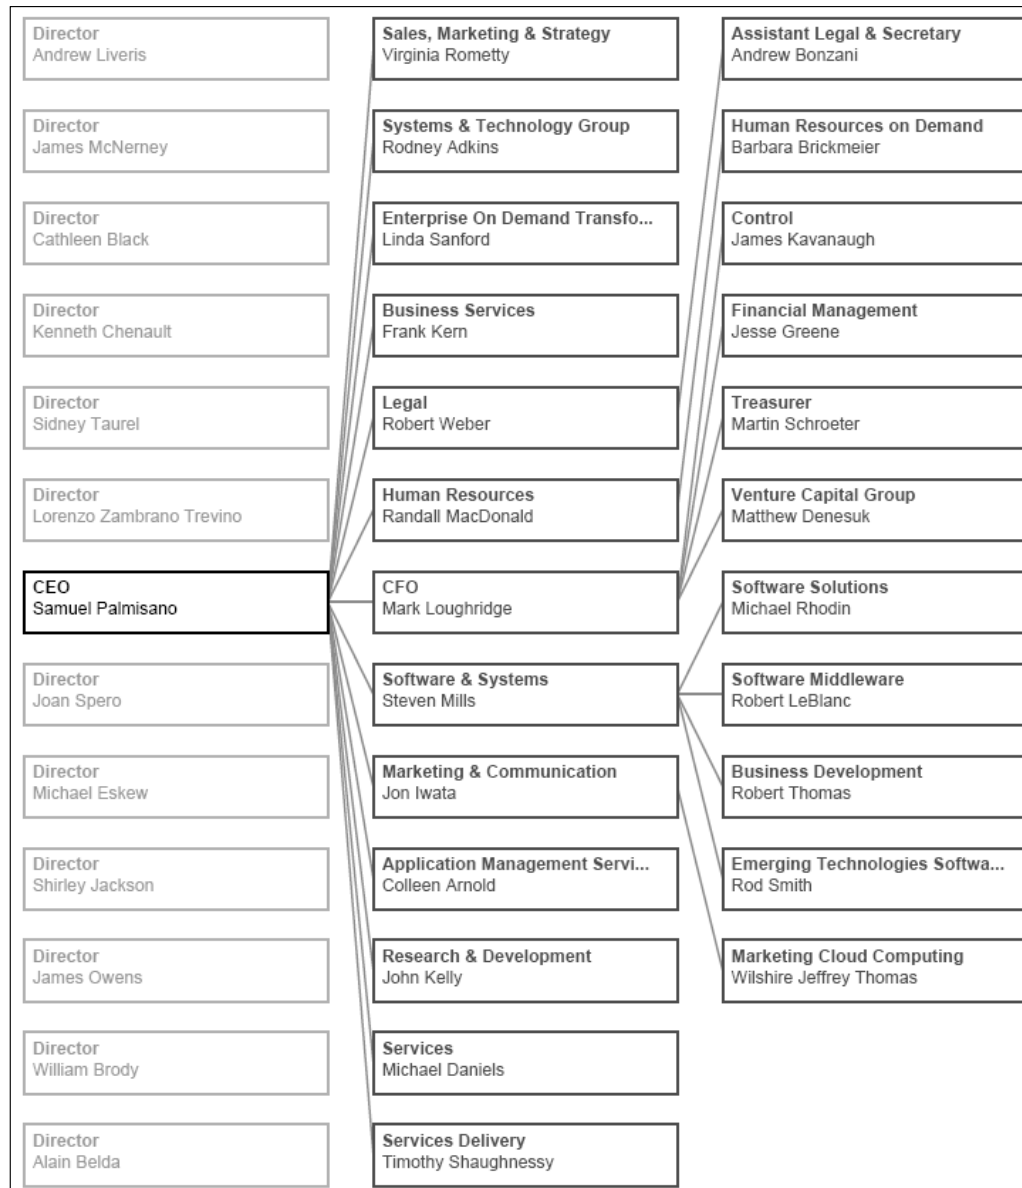 Director
Andrew Liveris
Director
James McNerney
Director
Cathleen Black
Director
Kenneth Chenault
Director
Sidney Taurel
Director
Lorenzo Zambrano Trevino
CEO
Samuel Palmisano
Director
Joan Spero
Director
Michael Eskew
Director
Shirley Jackson
Director
James Owens
Director
William Brody
Director
Alain Belda
Sales, Marketing & Strategy
Virginia Rometty
Systems & Technology Group
Rodney Adkins
Enterprise On Demand Transfo...
Linda Sanford
Business Services
Frank Kern
Legal
Robert Weber
Human Resources
Randall MacDonald
CFO
Mark Loughridge
Software & Systems
Steven Mills
Marketing & Communication
Jon Iwata
Application Management Servi...
Colleen Arnold
Research & Development
John Kelly
Services
Michael Daniels
Services Delivery
Timothy Shaughnessy
Assistant Legal & Secretary
Andrew Bonzani
Human Resources on Demand
Barbara Brickmeier
Control
James Kavanaugh
Financial Management
Jesse Greene
Treasurer
Martin Schroeter
Venture Capital Group
Matthew Denesuk
Software Solutions
Michael Rhodin
Software Middleware
Robert LeBlanc
Business Development
Robert Thomas
Emerging Technologies Softwa...
Rod Smith
Marketing Cloud Computing
Wilshire Jeffrey Thomas